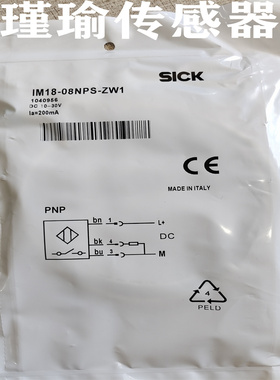 瑾瑜传感器
SICK
IM18-08NPS-ZW1
1040956
DC 10-30V
Ia=200mA
CE
MADE IN ITALY
PNP
bn 1 L+
bk 4 DC
bu 3 M
4
PELD